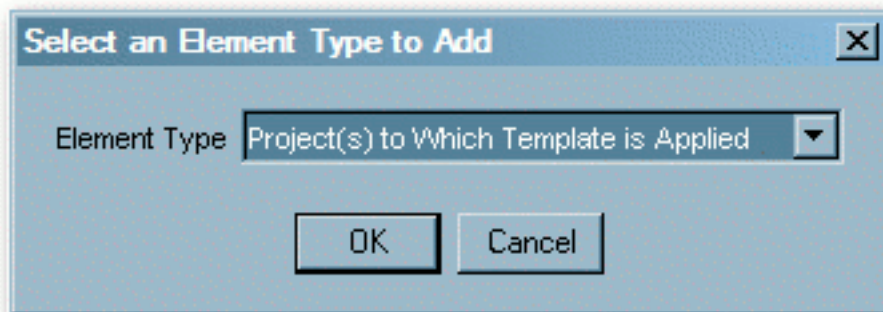 Select an Element Type to Add
Element Type Project(s) to Which Template is Applied
OK Cancel